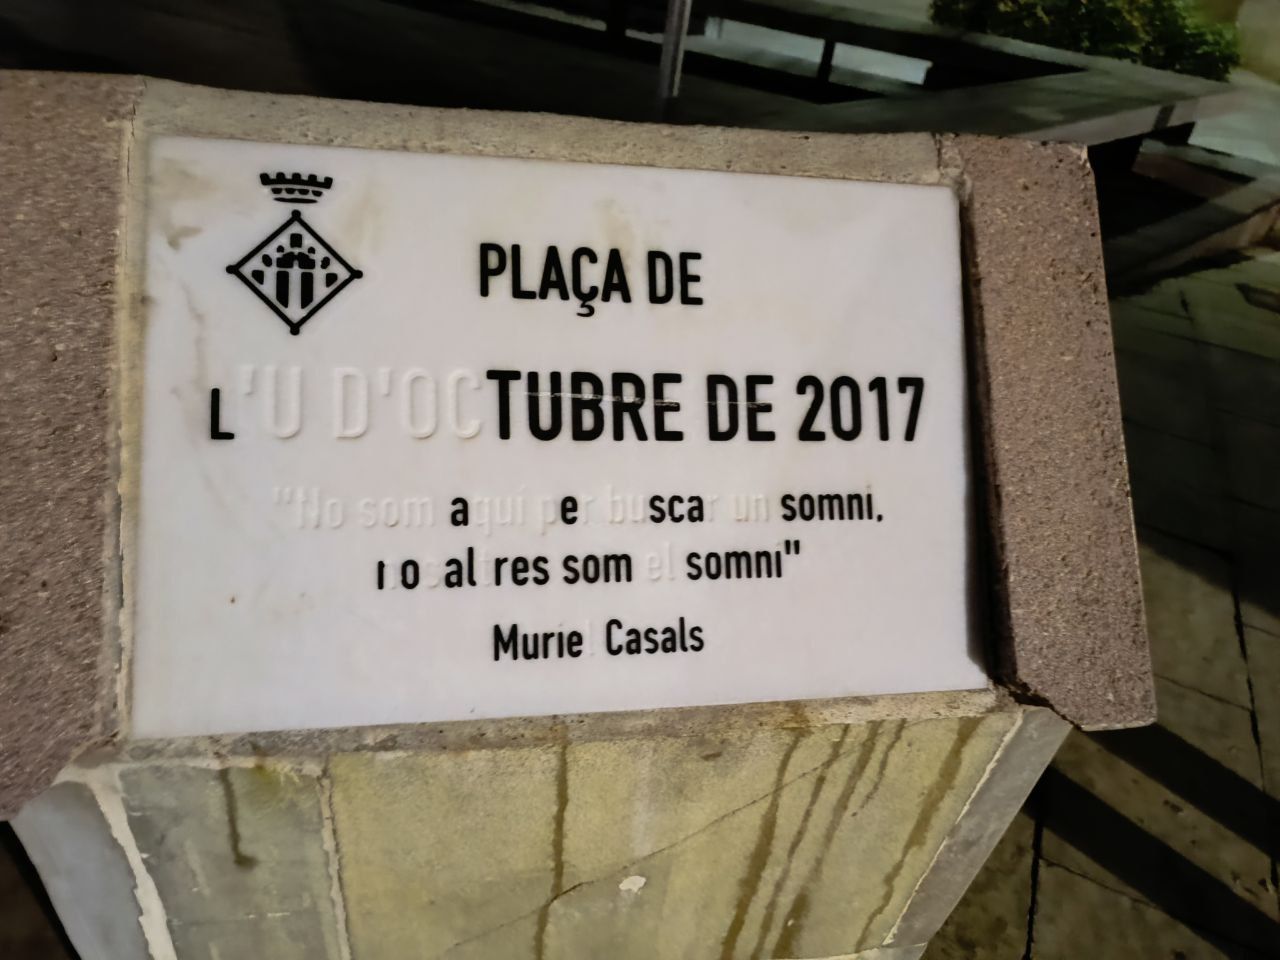 PLAÇA DE
L'U D'OCTUBRE DE 2017
"No som aquí per buscar un somni,
nosaltres som el somni"
Muriel Casals